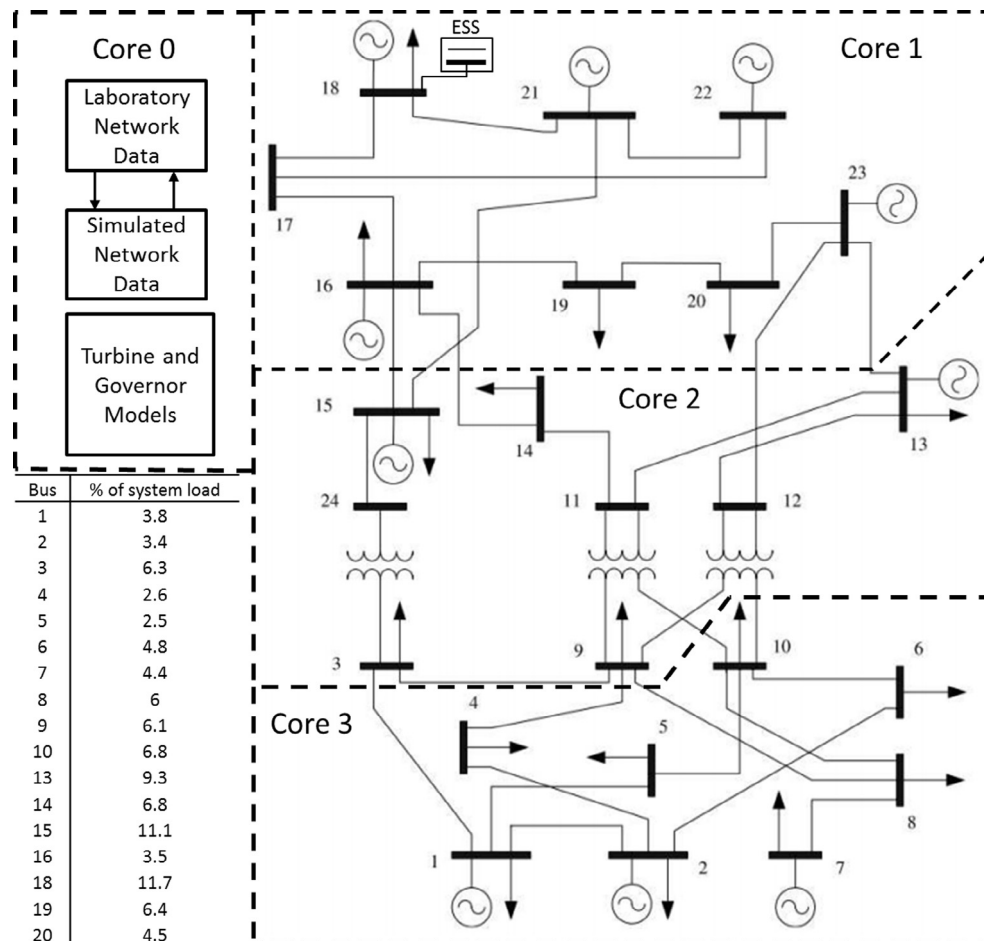 Core 0
Laboratory
Network
Data
Simulated
Network
Data
Turbine and
Governor
Models
Bus % of system load
1 3.8
2 3.4
3 6.3
4 2.6
5 2.5
6 4.8
7 4.4
8 6
9 6.1
10 6.8
13 9.3
14 6.8
15 11.1
16 3.5
18 11.7
19 6.4
20 4.5
ESS
Core 1
18
21
22
23
17
16
19
20
Core 2
15
14
13
24
11
12
3
9
10
6
Core 3
4
5
8
1
2
7